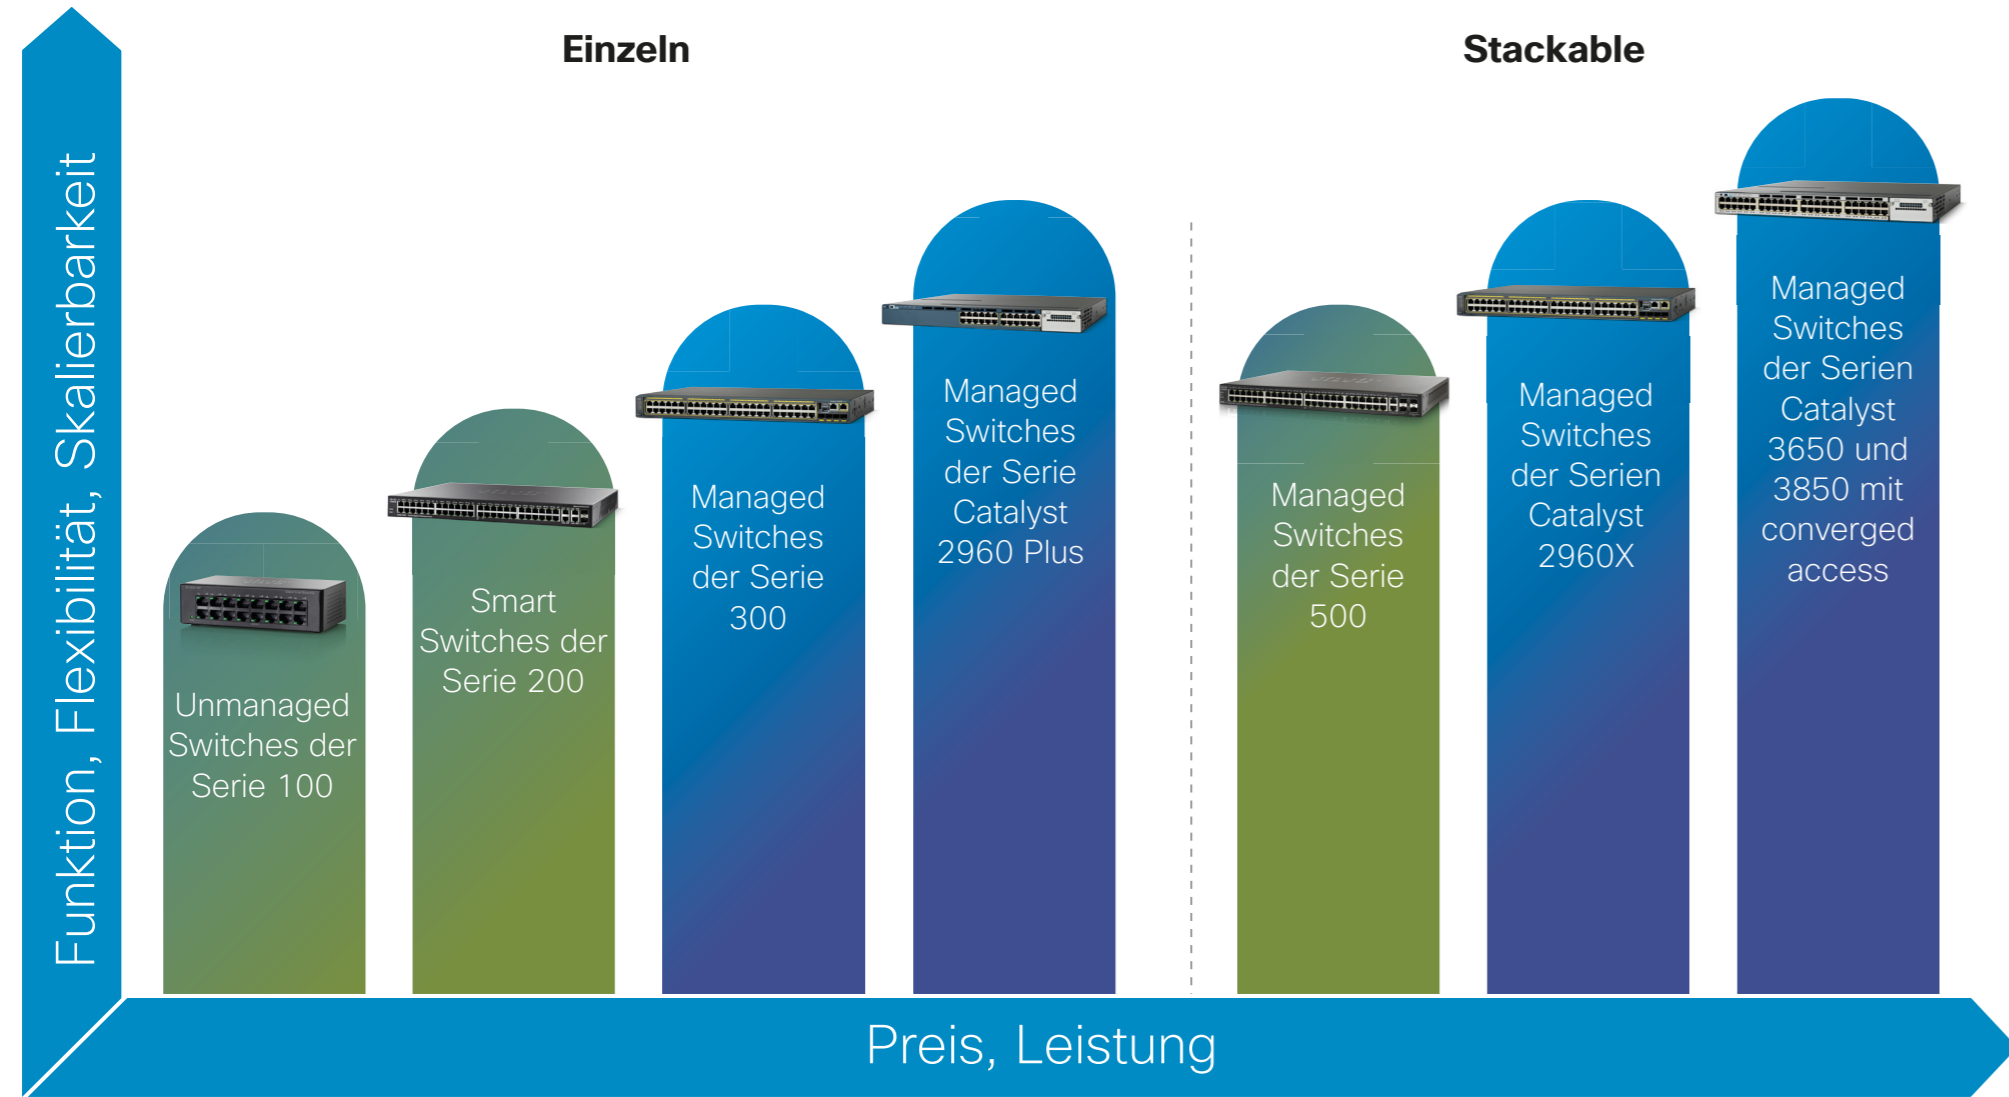 Einzeln
Stackable
Funktion, Flexibilität, Skalierbarkeit
Unmanaged
Switches der
Serie 100
Smart
Switches der
Serie 200
Managed
Switches
der Serie
300
Managed
Switches
der Serie
Catalyst
2960 Plus
Managed
Switches
der Serie
500
Managed
Switches
der Serien
Catalyst
2960X
Managed
Switches
der Serien
Catalyst
3650 und
3850 mit
converged
access
Preis, Leistung